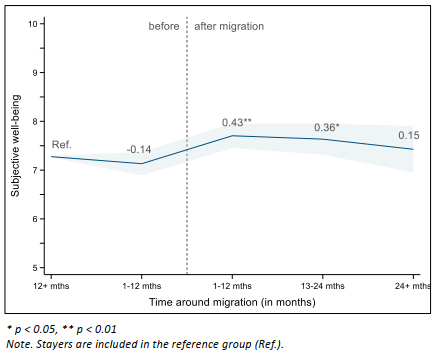 10
before
after migration
9
Subjective well-being
8
0.43**
0.36*
0.15
Ref.
-0.14
7
6
5
12+ mths
1-12 mths
1-12 mths
13-24 mths
24+ mths
Time around migration (in months)
* p < 0.05, ** p < 0.01
Note. Stayers are included in the reference group (Ref.).